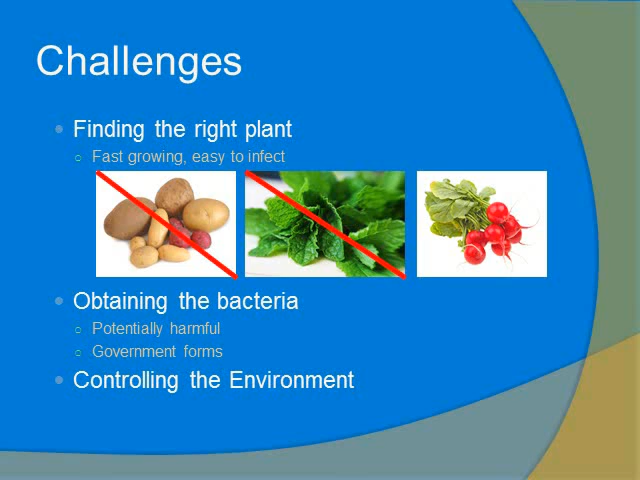 Challenges
Finding the right plant
Fast growing, easy to infect
Obtaining the bacteria
Potentially harmful
Government forms
Controlling the Environment